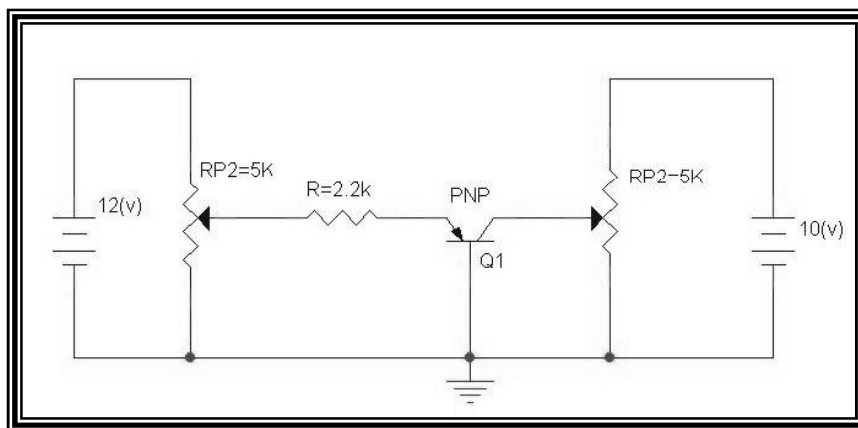 RP2=5K
R=2.2k
PNP
RP2-5K
12(v)
10(v)
Q1